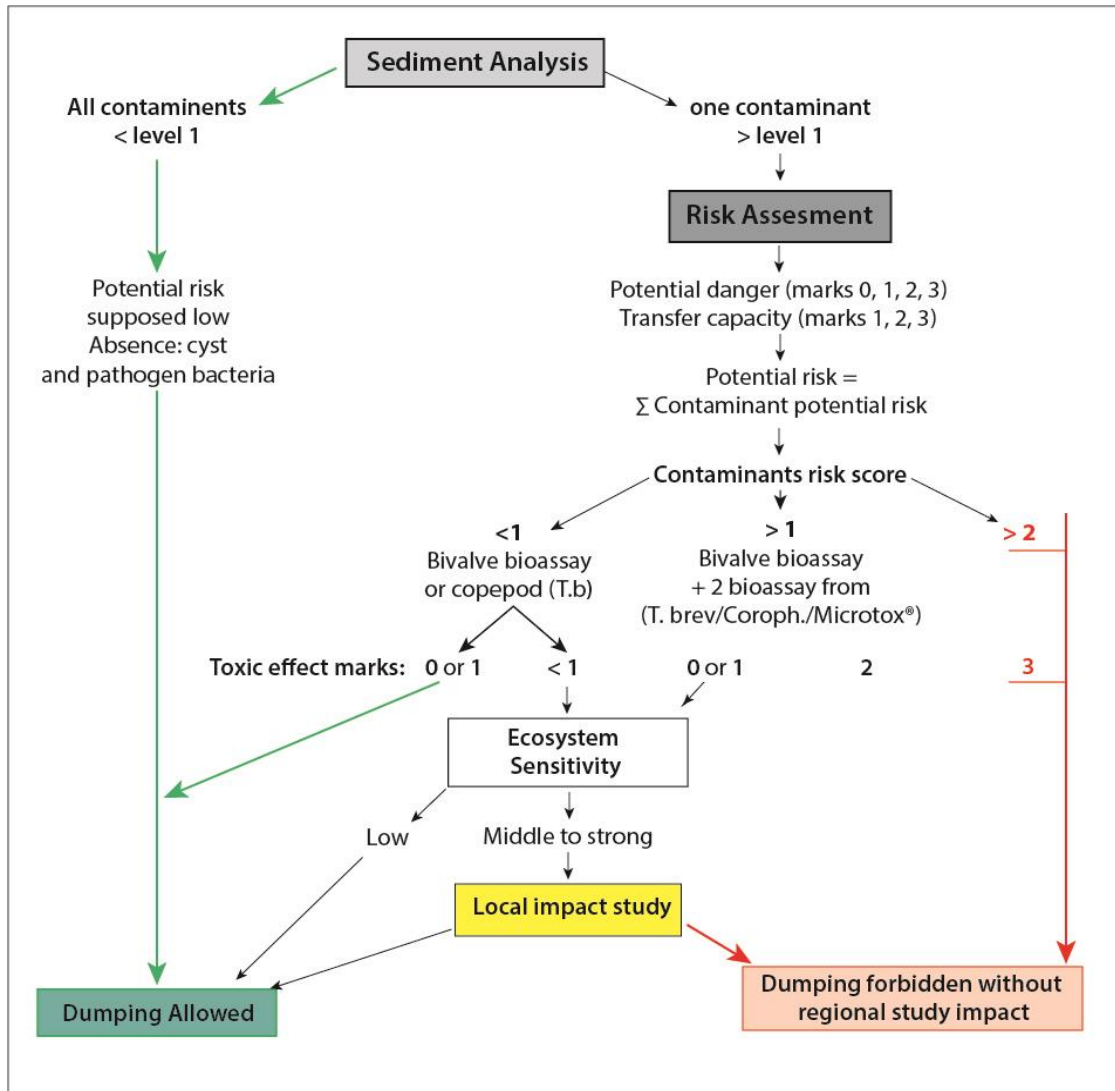 Sediment Analysis
All contaminents
< level 1
one contaminant
> level 1
Risk Assesment
Potential risk
supposed low
Absence: cyst
and pathogen bacteria
Potential danger (marks 0, 1, 2, 3)
Transfer capacity (marks 1, 2, 3)
Potential risk =
Σ Contaminant potential risk
Contaminants risk score
<1
Bivalve bioassay
or copepod (T.b)
> 1
Bivalve bioassay
+ 2 bioassay from
(T. brev/Coroph./Microtox®)
> 2
Toxic effect marks: 0 or 1 < 1 0 or 1 2 3
Ecosystem
Sensitivity
Low
Middle to strong
Local impact study
Dumping Allowed
Dumping forbidden without
regional study impact